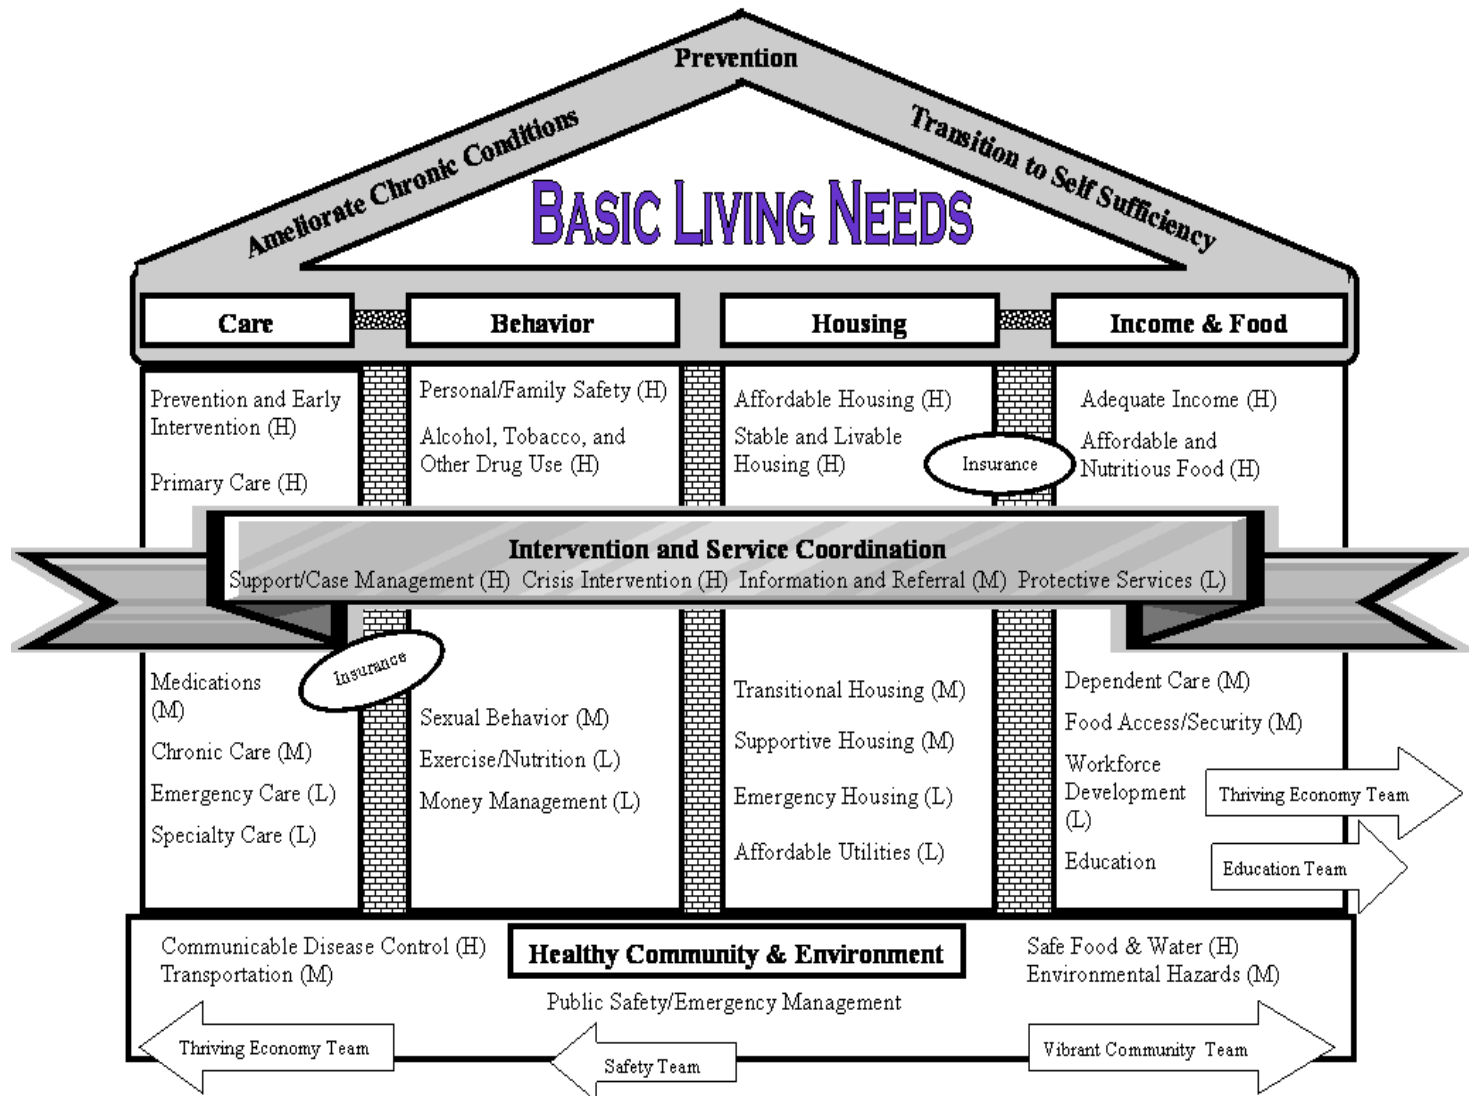 Prevention
Ameliorate Chronic Conditions
Transition to Self Sufficiency
BASIC LIVING NEEDS
Care
Behavior
Housing
Income & Food
Prevention and Early
Intervention (H)
Primary Care (H)
Personal/Family Safety (H)
Alcohol, Tobacco, and
Other Drug Use (H)
Affordable Housing (H)
Stable and Livable
Housing (H)
Insurance
Adequate Income (H)
Affordable and
Nutritious Food (H)
Intervention and Service Coordination
Support/Case Management (H) Crisis Intervention (H) Information and Referral (M) Protective Services (L)
Insurance
Medications
(M)
Chronic Care (M)
Emergency Care (L)
Specialty Care (L)
Sexual Behavior (M)
Exercise/Nutrition (L)
Money Management (L)
Transitional Housing (M)
Supportive Housing (M)
Emergency Housing (L)
Affordable Utilities (L)
Dependent Care (M)
Food Access/Security (M)
Workforce
Development
(L)
Thriving Economy Team
Education
Education Team
Healthy Community & Environment
Communicable Disease Control (H)
Transportation (M)
Public Safety/Emergency Management
Safe Food & Water (H)
Environmental Hazards (M)
Thriving Economy Team
Safety Team
Vibrant Community Team